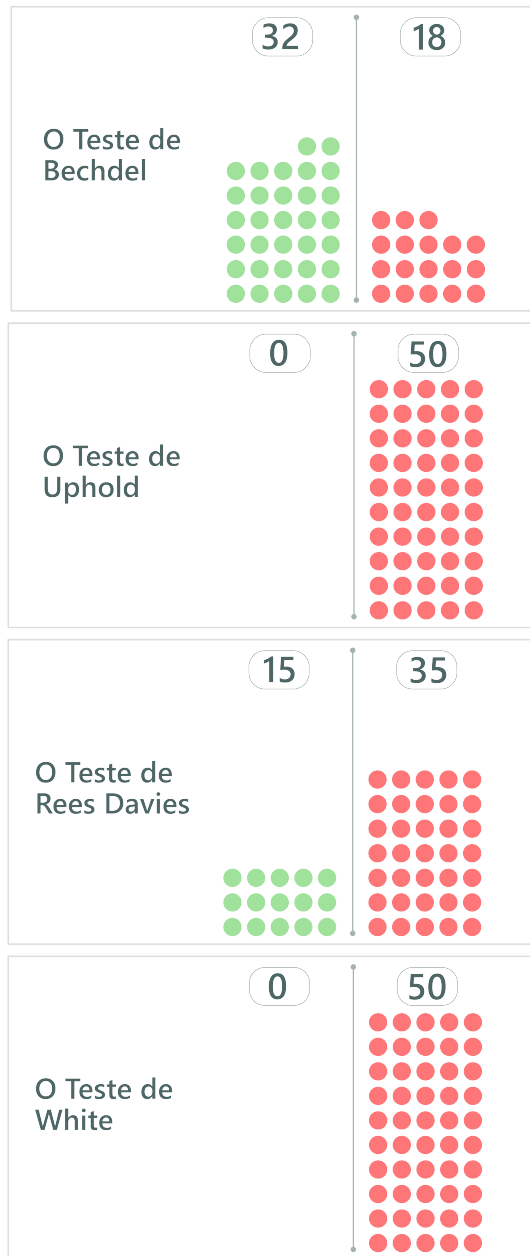 32
18
O Teste de
Bechdel
0
50
O Teste de
Uphold
15
35
O Teste de
Rees Davies
0
50
O Teste de
White